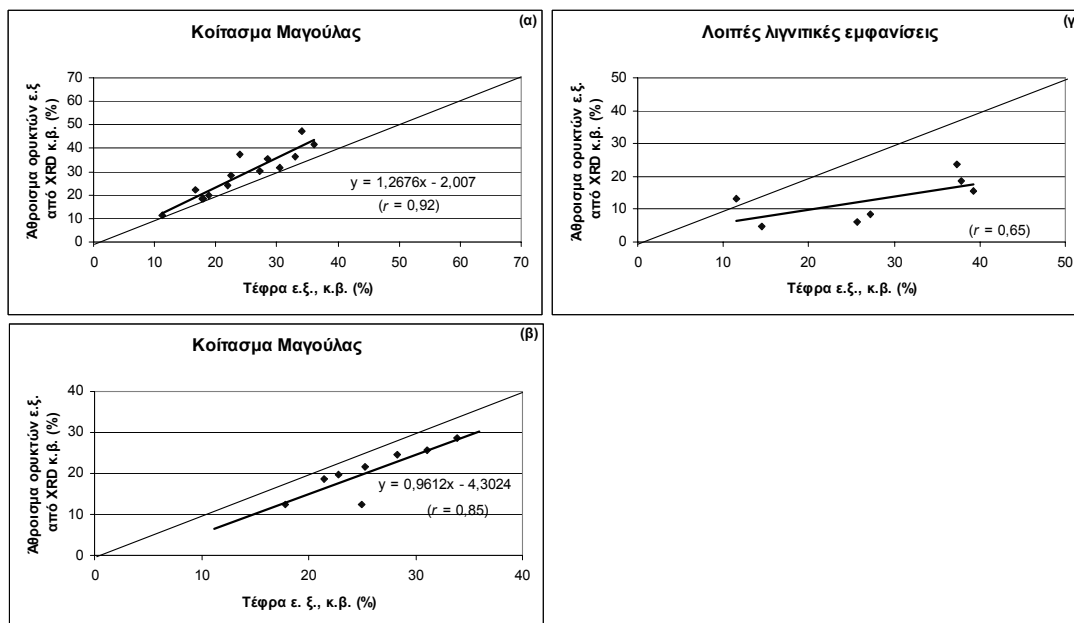 (α)
Κοίτασμα Μαγούλας
Άθροισμα ορυκτών ε.ξ
από XRD κ.β. (%)
70
60
50
40
30
20
10
0
y = 1,2676x - 2,007
(r = 0,92)
0 10 20 30 40 50 60 70
Τέφρα ε.ξ., κ.β. (%)
(γ
Λοιπές λιγνιτικές εμφανίσεις
Άθροισμα ορυκτών ε.ξ.
από XRD κ.β. (%)
50
40
30
20
10
0
(r = 0,65)
0 10 20 30 40 50
Τέφρα ε.ξ., κ.β. (%)
(β)
Κοίτασμα Μαγούλας
Άθροισμα ορυκτών ε.ξ.
από XRD κ.β. (%)
40
30
20
10
0
y = 0,9612x - 4,3024
(r = 0,85)
0 10 20 30 40
Τέφρα ε. ξ., κ.β. (%)